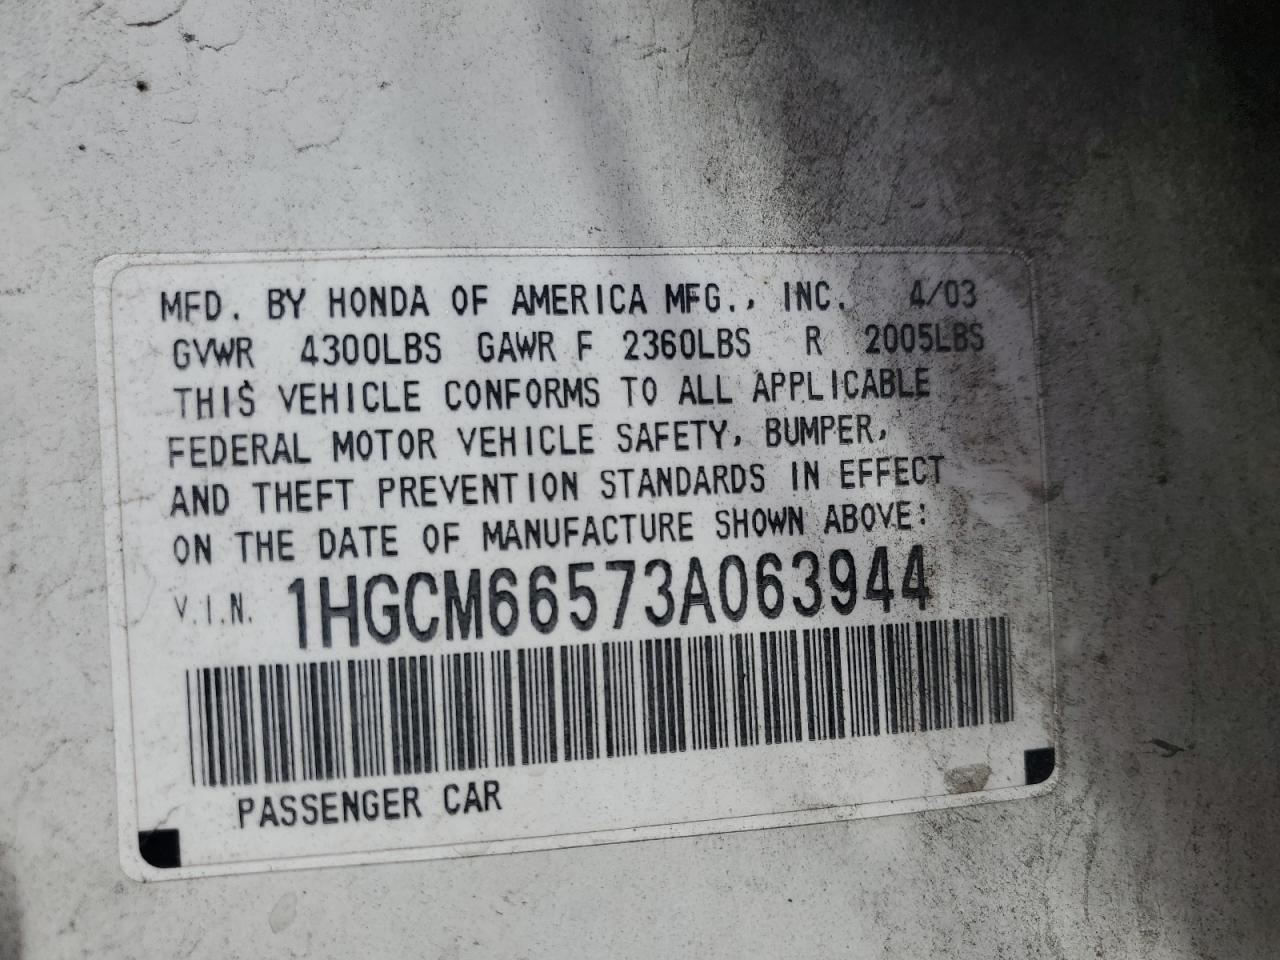 MFD. BY HONDA OF AMERICA MFG., INC. 4/03
GVWR 4300LBS GAWR F 2360LBS R 2005LBS
THIS VEHICLE CONFORMS TO ALL APPLICABLE
FEDERAL MOTOR VEHICLE SAFETY, BUMPER,
AND THEFT PREVENTION STANDARDS IN EFFECT
ON THE DATE OF MANUFACTURE SHOWN ABOVE:
V.I.N. 1HGCM66573A063944
PASSENGER CAR